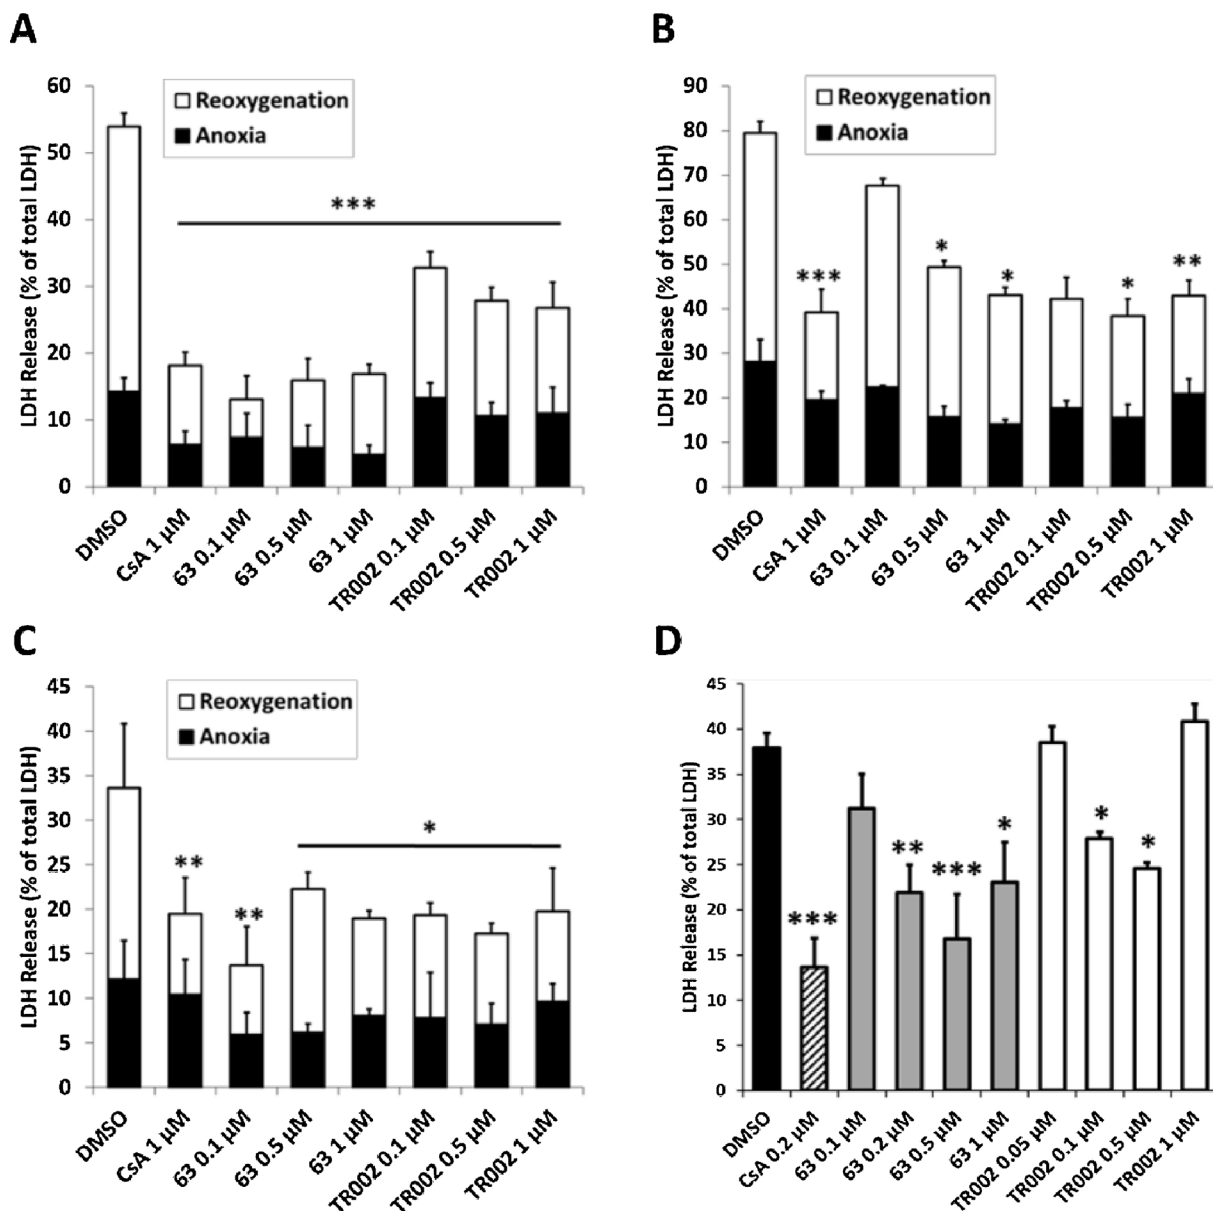 A
LDH Release (% of total LDH)
60
50
40
30
20
10
0
Reoxygenation
Anoxia
***
DMSO
CsA 1 µM
63 0.1 µM
63 0.5 µM
63 1 µM
TR002 0.1 µM
TR002 0.5 µM
TR002 1 µM
B
LDH Release (% of total LDH)
90
80
70
60
50
40
30
20
10
0
Reoxygenation
Anoxia
***
*
*
*
**
DMSO
CsA 1 µM
63 0.1 µM
63 0.5 µM
63 1 µM
TR002 0.1 µM
TR002 0.5 µM
TR002 1 µM
C
LDH Release (% of total LDH)
45
40
35
30
25
20
15
10
5
0
Reoxygenation
Anoxia
**
**
*
DMSO
CsA 1 µM
63 0.1 µM
63 0.5 µM
63 1 µM
TR002 0.1 µM
TR002 0.5 µM
TR002 1 µM
D
LDH Release (% of total LDH)
45
40
35
30
25
20
15
10
5
0
***
**
***
*
*
*
DMSO
CsA 0.2 µM
63 0.1 µM
63 0.2 µM
63 0.5 µM
63 1 µM
TR002 0.05 µM
TR002 0.1 µM
TR002 0.5 µM
TR002 1 µM